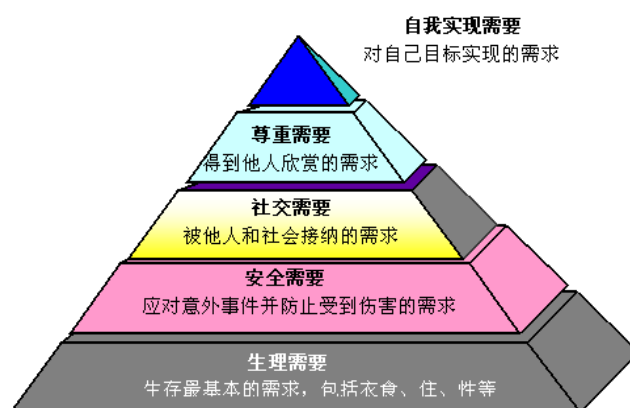 自我实现需要
对自己目标实现的需求
尊重需要
得到他人欣赏的需求
社交需要
被他人和社会接纳的需求
安全需要
应对意外事件并防止受到伤害的需求
生理需要
生存最基本的需求，包括衣食、住、性等